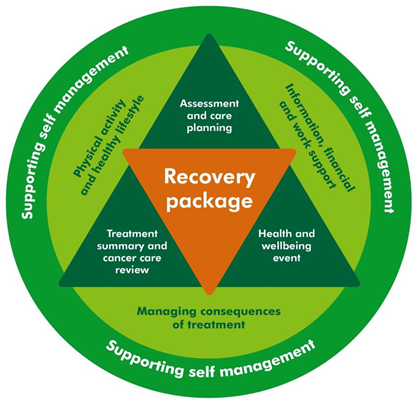 Supporting self management
Supporting self management
Physical activity
and healthy lifestyle
Information, financial
and work support
Assessment
and care
planning
Recovery
package
Treatment
summary and
cancer care
review
Health and
wellbeing
event
Managing consequences
of treatment
Supporting self management